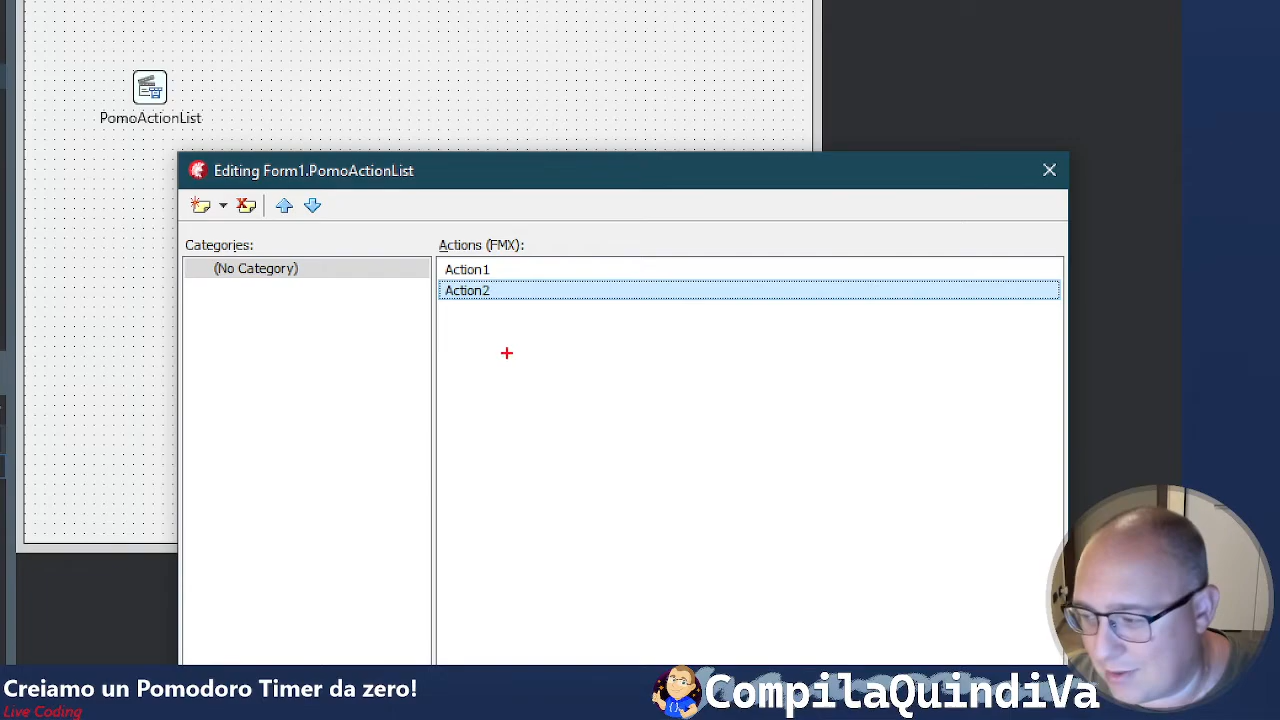 PomoActionList
Editing Form1.PomoActionList
Categories:
Actions (FMX):
(No Category)
Action1
Action2
Creiamo un Pomodoro Timer da zero!
Live Coding
CompilaQuindiVa